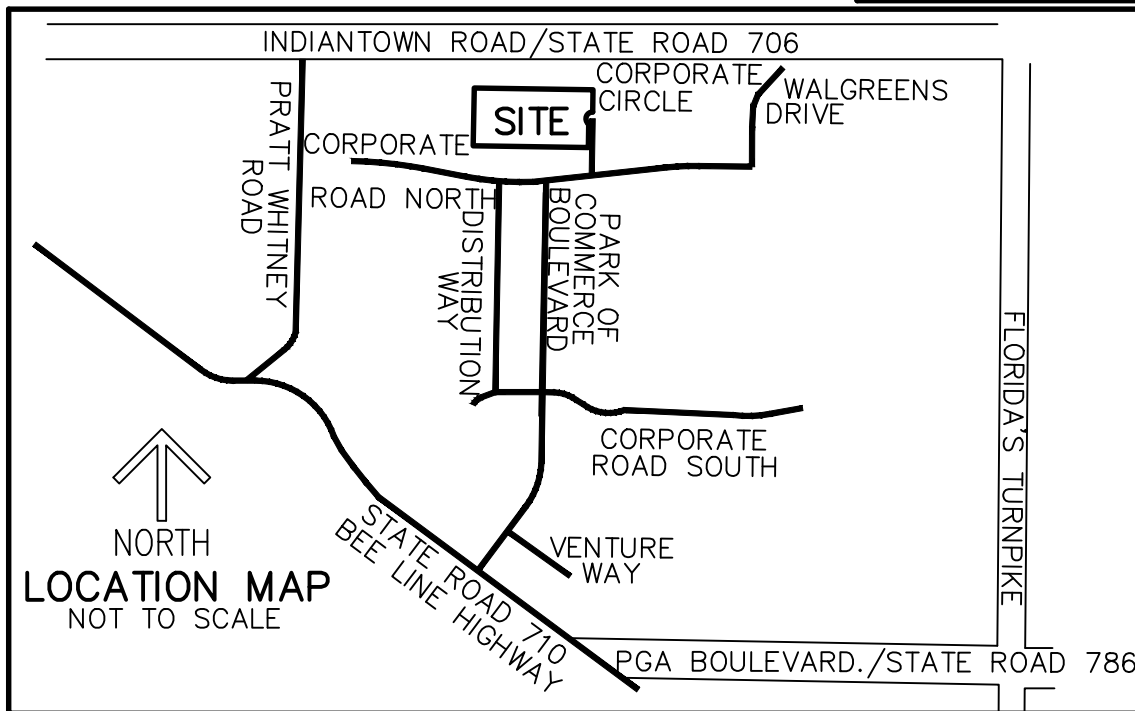 INDIANTOWN ROAD/STATE ROAD 706
PRATT WHITNEY
ROAD
CORPORATE
ROAD NORTH
SITE
CORPORATE
CIRCLE
WALGREENS
DRIVE
DISTRIBUTION
WAY
PARK OF
COMMERCE
BOULEVARD
FLORIDA'S TURNPIKE
CORPORATE
ROAD SOUTH
NORTH
LOCATION MAP
NOT TO SCALE
STATE ROAD 710
BEE LINE HIGHWAY
VENTURE
WAY
PGA BOULEVARD./STATE ROAD 786